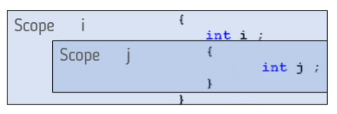 Scope i {
int i ;
Scope j {
int j ;
}
}